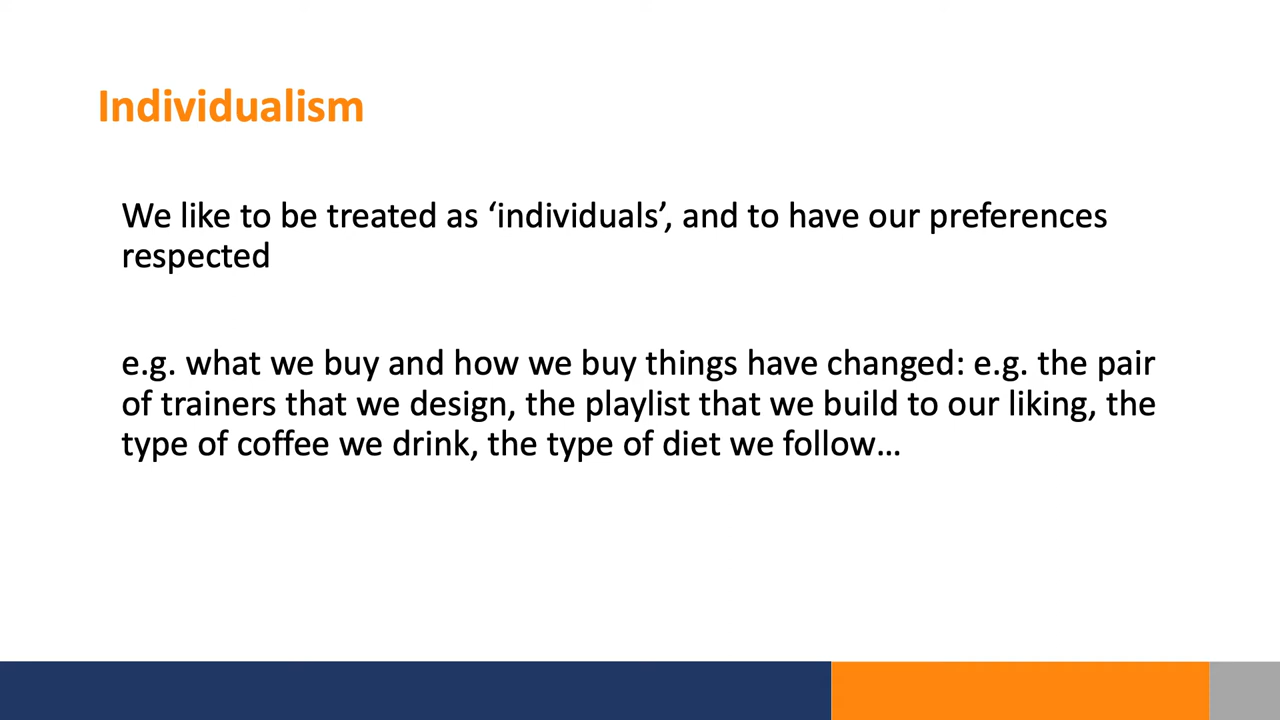 Individualism
We like to be treated as ‘individuals’, and to have our preferences
respected
e.g. what we buy and how we buy things have changed: e.g. the pair
of trainers that we design, the playlist that we build to our liking, the
type of coffee we drink, the type of diet we follow…